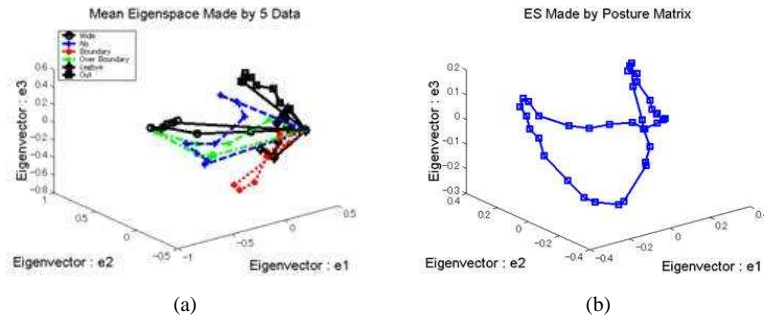 Mean Eigenspace Made by 5 Data
Wide
No
Boundary
Over Boundary
Out
0.6
0.4
0.2
0
-0.2
-0.4
-0.6
-0.8
1
0.5
0
-0.5
-1
-0.5
0
0.5
Eigenvector : e3
Eigenvector : e2
Eigenvector : e1
(a)
ES Made by Posture Matrix
0.2
0.1
0
-0.1
-0.2
-0.3
0.4
0.2
0
-0.2
-0.4
-0.4
-0.2
0
0.2
0.4
Eigenvector : e3
Eigenvector : e2
Eigenvector : e1
(b)